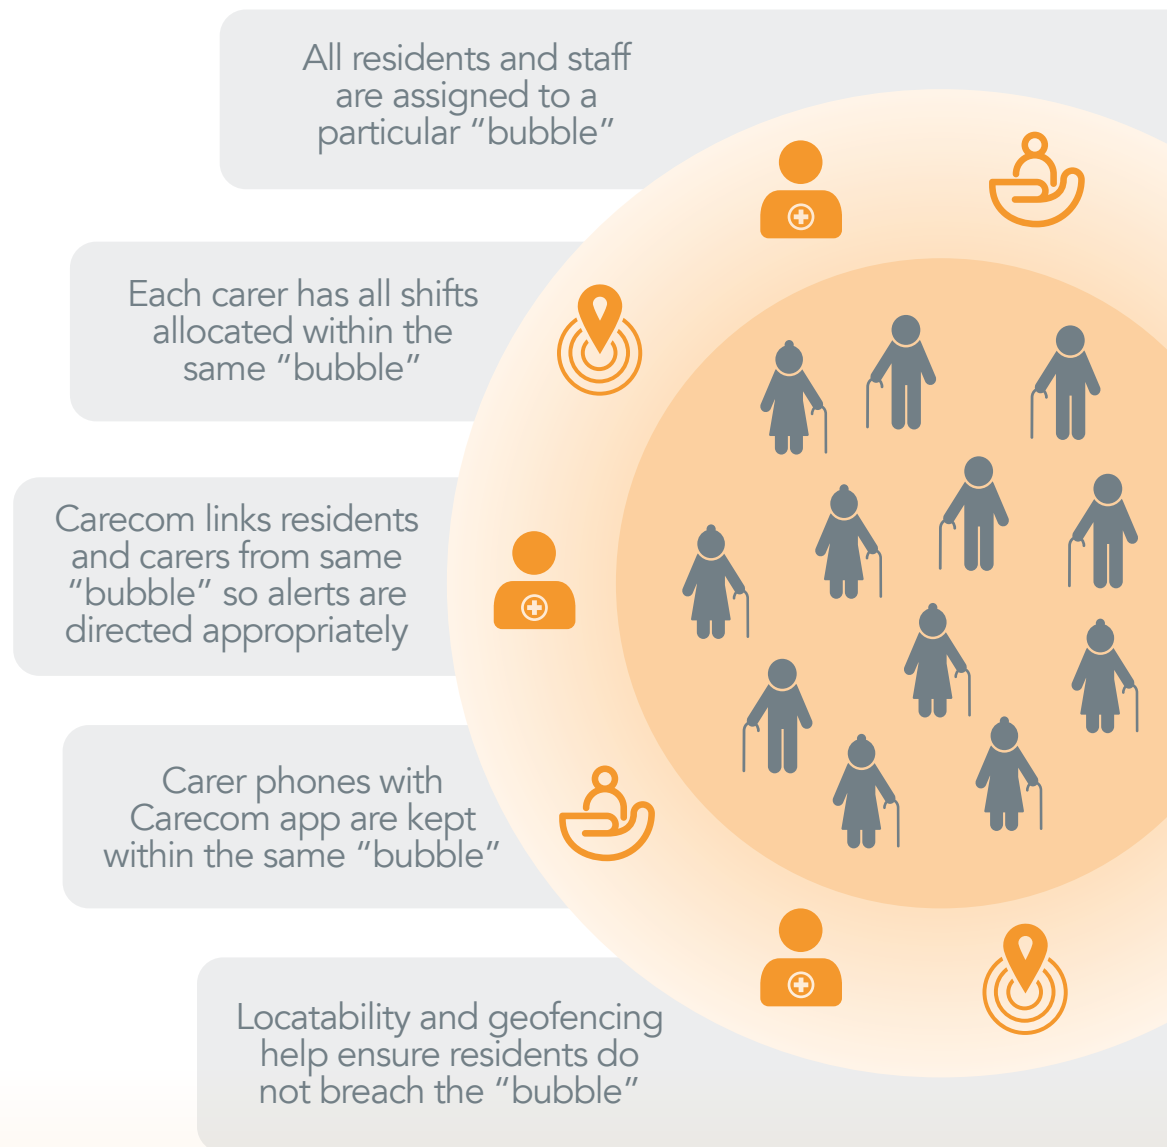 All residents and staff
are assigned to a
particular “bubble”
Each carer has all shifts
allocated within the
same “bubble”
Carecom links residents
and carers from same
“bubble” so alerts are
directed appropriately
Carer phones with
Carecom app are kept
within the same “bubble”
Locatability and geofencing
help ensure residents do
not breach the “bubble”